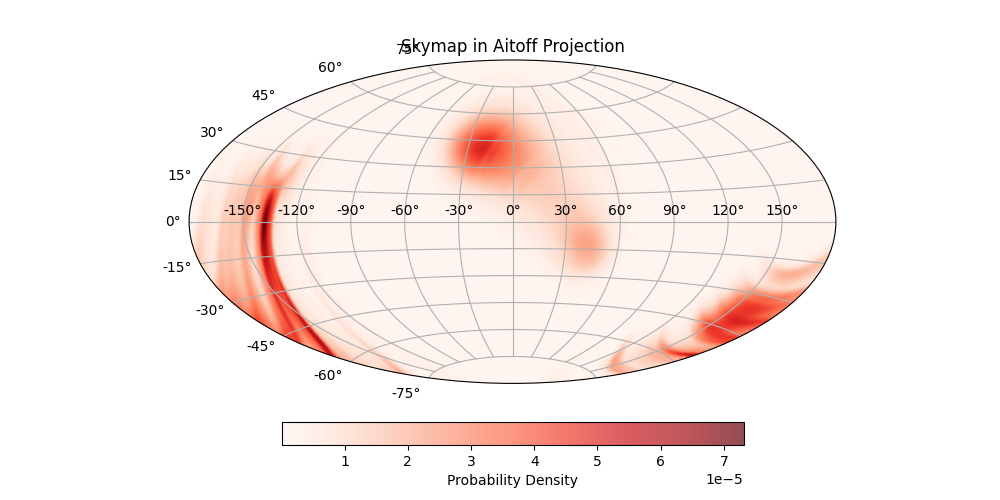 75°
Skymap in Aitoff Projection
60°
45°
30°
15°
-150° -120° -90° -60° -30° 0° 30° 60° 90° 120° 150°
0°
-15°
-30°
-45°
-60°
-75°
1 2 3 4 5 6 7
1e−5
Probability Density